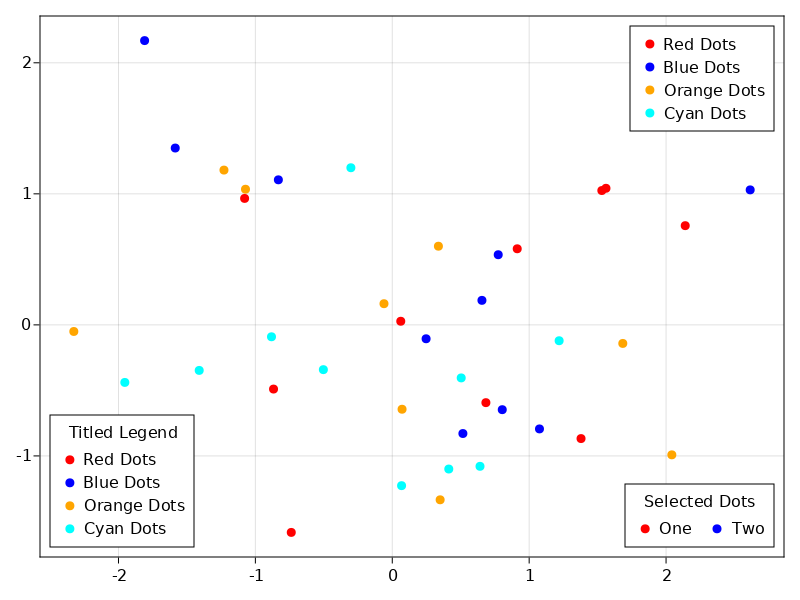 2
1
0
-1
-2
-1
0
1
2
Red Dots
Blue Dots
Orange Dots
Cyan Dots
Titled Legend
Red Dots
Blue Dots
Orange Dots
Cyan Dots
Selected Dots
One Two